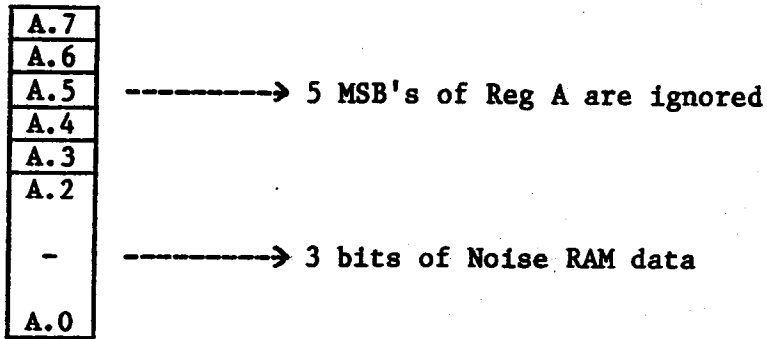 A.7
A.6
A.5 --------> 5 MSB's of Reg A are ignored
A.4
A.3
A.2
- --------> 3 bits of Noise RAM data
A.0